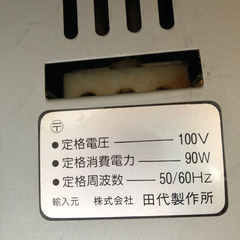 〒
● 定格電圧 ── 100V
● 定格消費電力 ─ 90W
● 定格周波数 ─ 50/60Hz
輸入元 株式会社 田代製作所